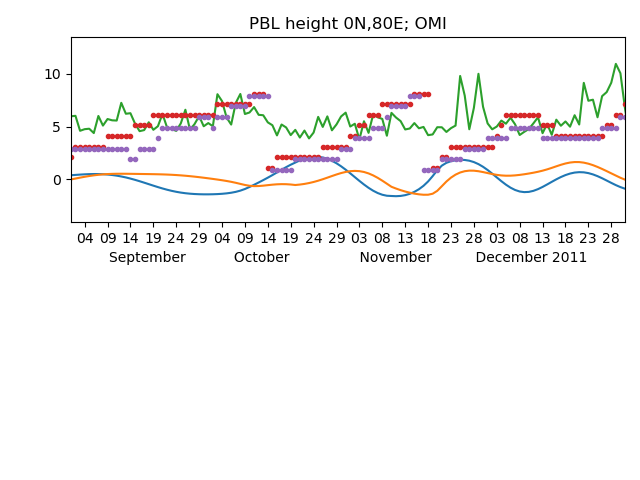 PBL height 0N,80E; OMI
10
5
0
04 08 14 19 24 29 04 09 14 19 24 29 03 08 13 18 23 28 03 08 13 18 23 28
September October November December 2011